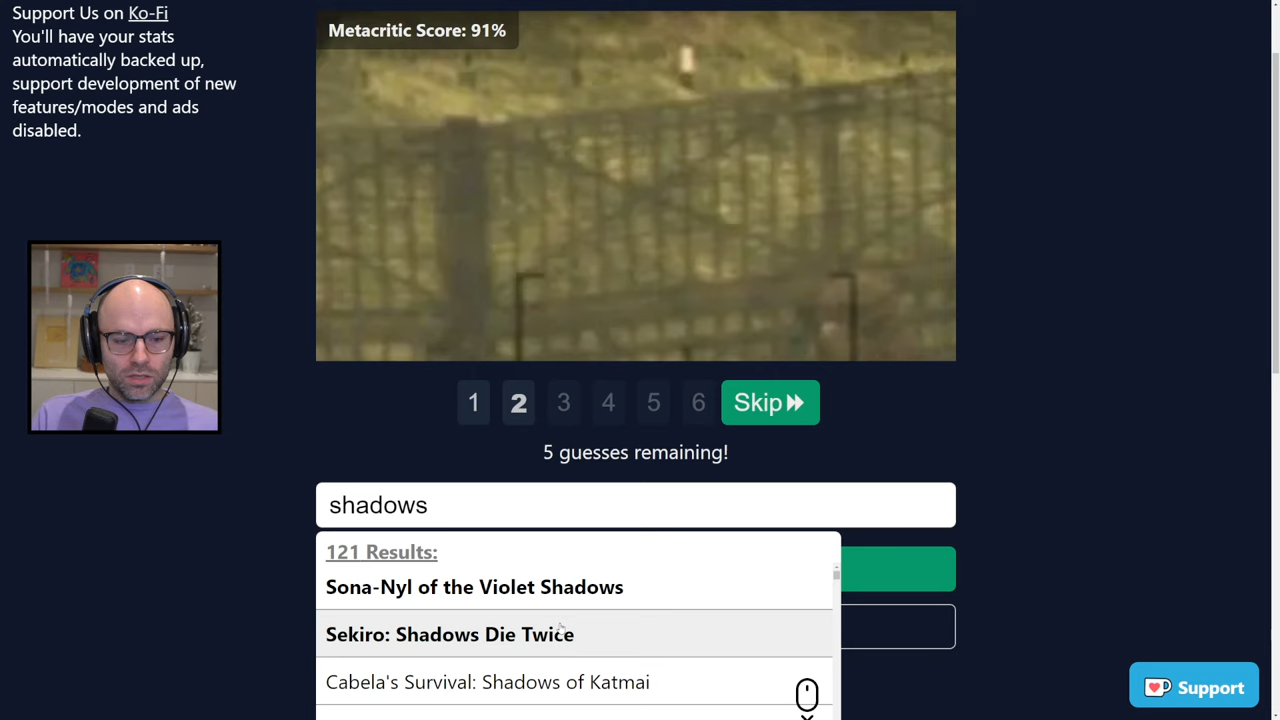 Support Us on Ko-Fi
You'll have your stats
automatically backed up,
support development of new
features/modes and ads
disabled.
Metacritic Score: 91%
1 2 3 4 5 6 Skip
5 guesses remaining!
shadows
121 Results:
Sona-Nyl of the Violet Shadows
Sekiro: Shadows Die Twice
Cabela's Survival: Shadows of Katmai
Support